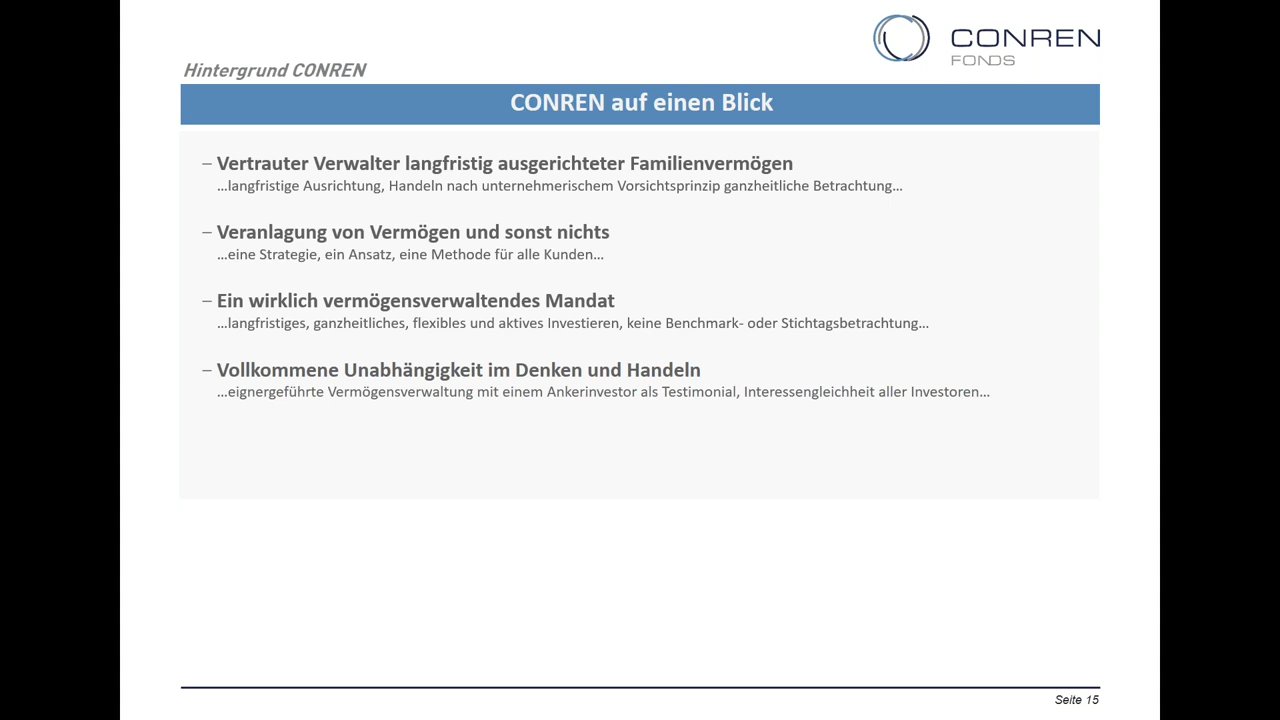 CONREN
FONDS
Hintergrund CONREN
CONREN auf einen Blick
– Vertrauter Verwalter langfristig ausgerichteter Familienvermögen
…langfristige Ausrichtung, Handeln nach unternehmerischem Vorsichtsprinzip ganzheitliche Betrachtung…
– Veranlagung von Vermögen und sonst nichts
…eine Strategie, ein Ansatz, eine Methode für alle Kunden…
– Ein wirklich vermögensverwaltendes Mandat
…langfristiges, ganzheitliches, flexibles und aktives Investieren, keine Benchmark- oder Stichtagsbetrachtung…
– Vollkommene Unabhängigkeit im Denken und Handeln
…eignergeführte Vermögensverwaltung mit einem Ankerinvestor als Testimonial, Interessengleichheit aller Investoren…
Seite 15